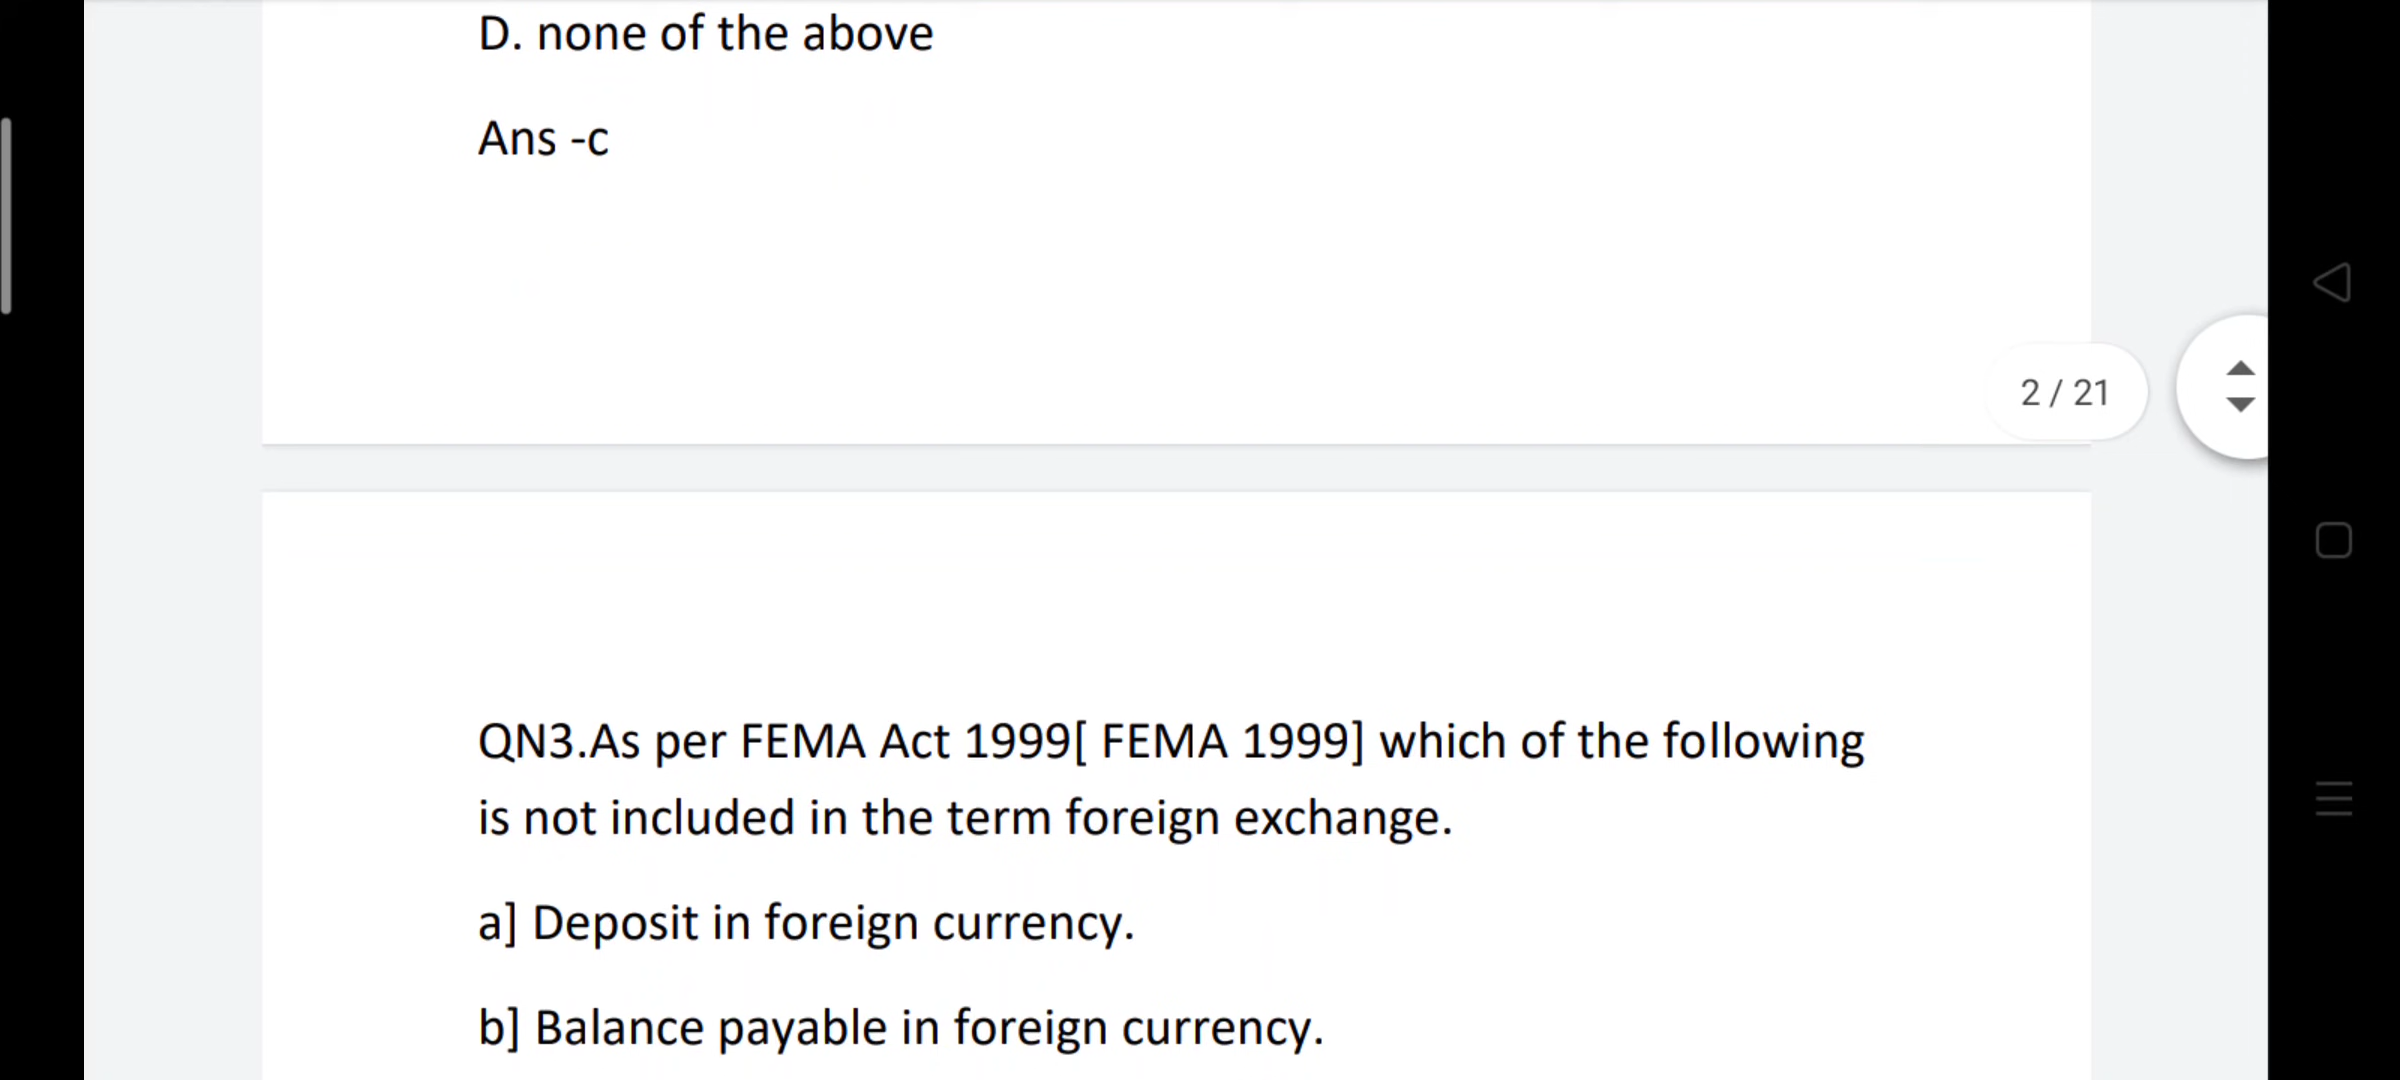 D. none of the above
Ans -c
2 / 21
QN3.As per FEMA Act 1999[ FEMA 1999] which of the following
is not included in the term foreign exchange.
a] Deposit in foreign currency.
b] Balance payable in foreign currency.